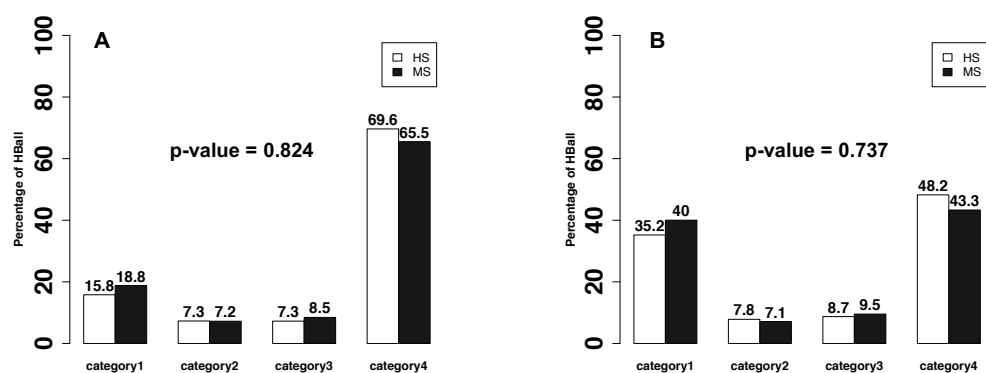 A
HS
MS
Percentage of HBall
0
20
40
60
80
100
p-value = 0.824
15.8
18.8
7.3
7.2
7.3
8.5
69.6
65.5
category1
category2
category3
category4
B
HS
MS
Percentage of HBall
0
20
40
60
80
100
p-value = 0.737
35.2
40
7.8
7.1
8.7
9.5
48.2
43.3
category1
category2
category3
category4